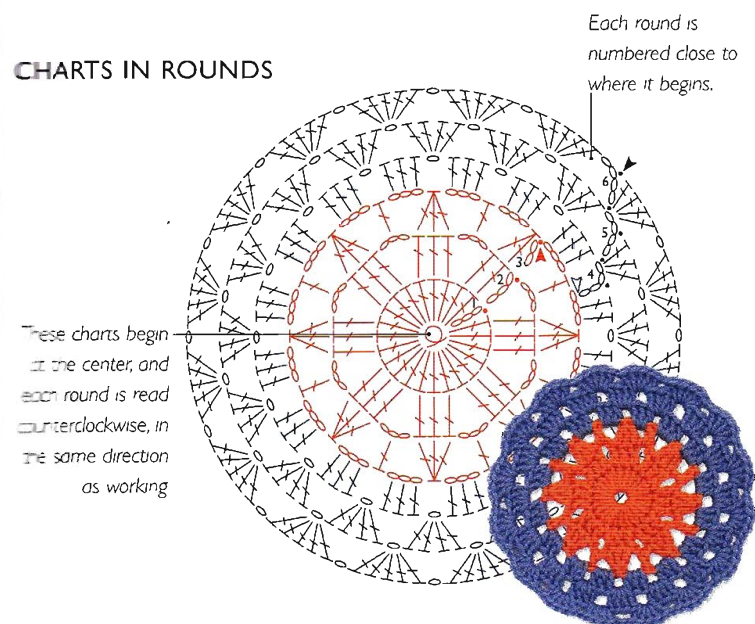 CHARTS IN ROUNDS
Each round is
numbered close to
where it begins.
6
5
4
3
2
1
These charts begin
at the center, and
each round is read
counterclockwise, in
the same direction
as working